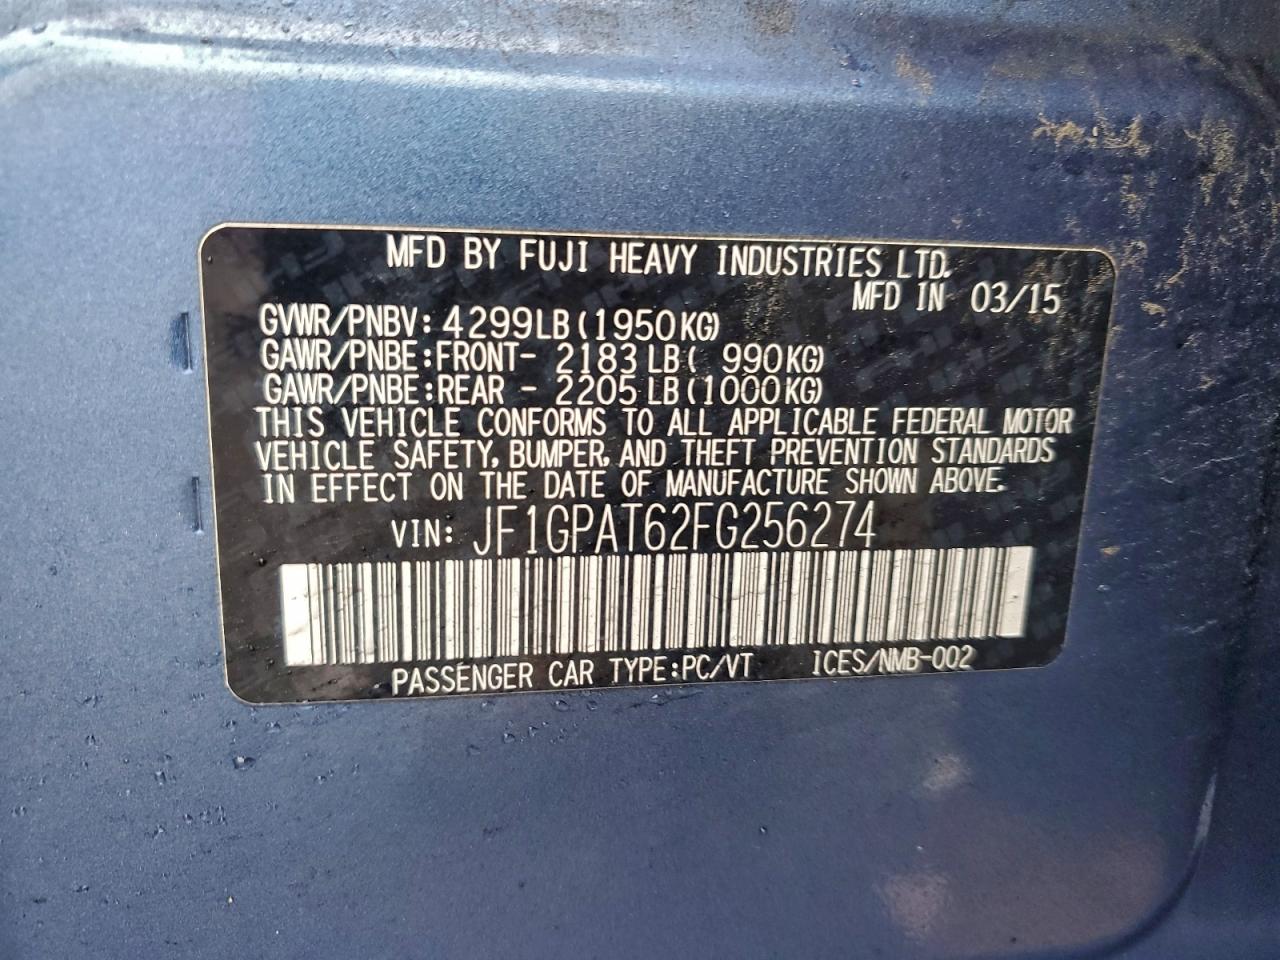 MFD BY FUJI HEAVY INDUSTRIES LTD.
MFD IN 03/15
GVWR/PNBV: 4299LB(1950KG)
GAWR/PNBE:FRONT- 2183LB( 990KG)
GAWR/PNBE:REAR - 2205LB(1000KG)
THIS VEHICLE CONFORMS TO ALL APPLICABLE FEDERAL MOTOR
VEHICLE SAFETY, BUMPER, AND THEFT PREVENTION STANDARDS
IN EFFECT ON THE DATE OF MANUFACTURE SHOWN ABOVE.
VIN: JF1GPAT62FG256274
PASSENGER CAR TYPE:PC/VT ICES/NMB-002